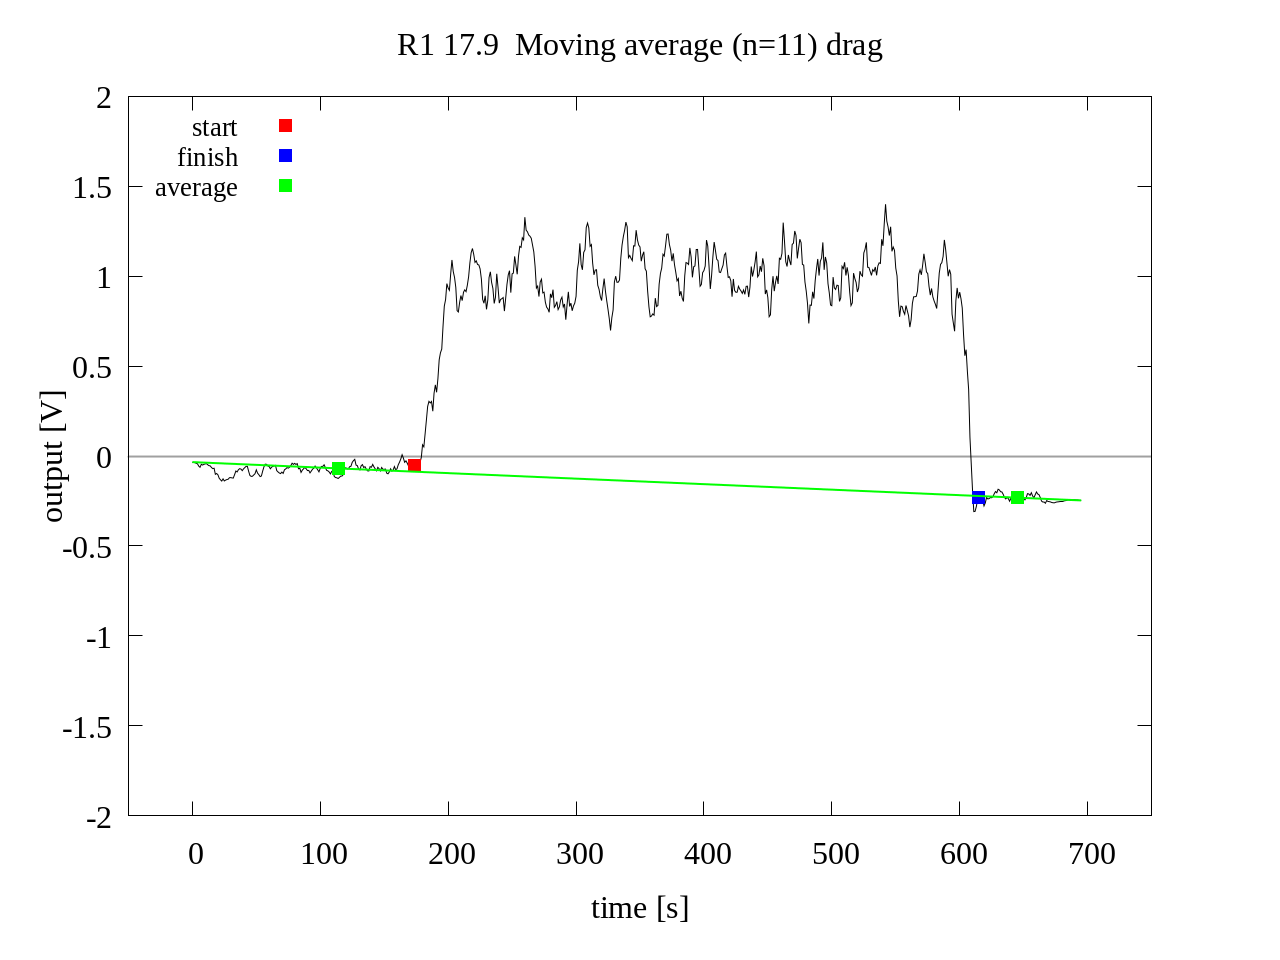 R1 17.9  Moving average (n=11) drag
start
finish
average
2
1.5
1
0.5
0
-0.5
-1
-1.5
-2
output [V]
0 100 200 300 400 500 600 700
time [s]